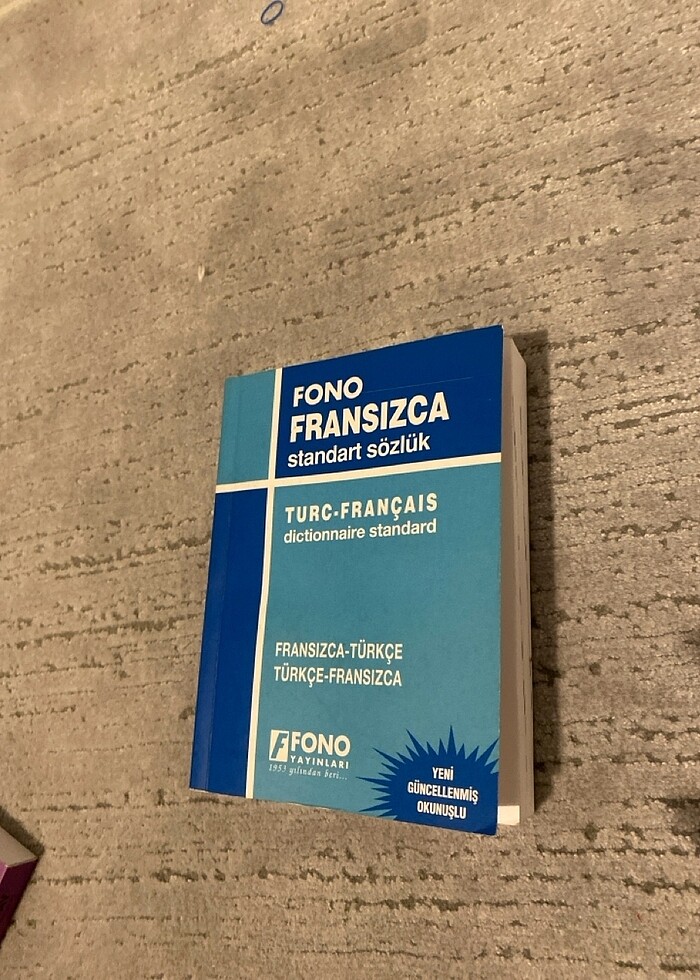 FONO
FRANSIZCA
standart sözlük
TURC-FRANÇAIS
dictionnaire standard
FRANSIZCA-TÜRKÇE
TÜRKÇE-FRANSIZCA
F FONO
YAYINLARI
1953 yılından beri...
YENİ
GÜNCELLENMİŞ
OKUNUŞLU